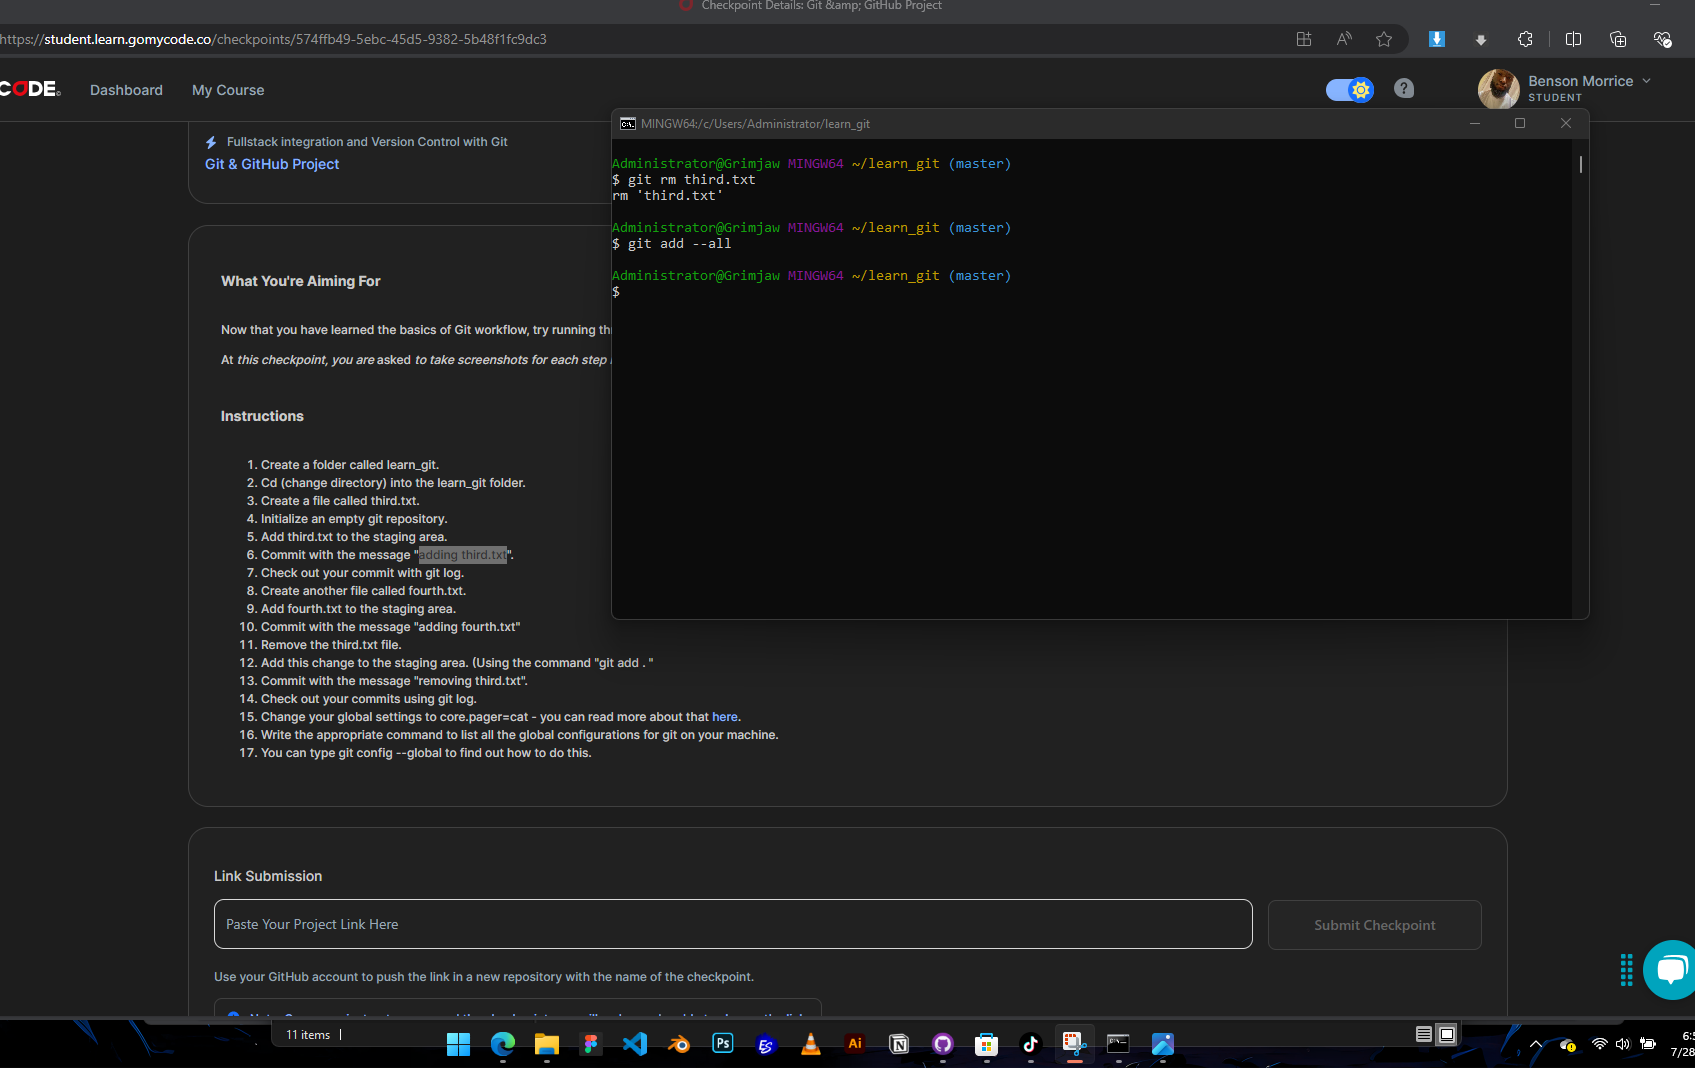 Checkpoint Details: Git &amp; GitHub Project
https://student.learn.gomycode.co/checkpoints/574ffb49-5ebc-45d5-9382-5b48f1fc9dc3
CODE.
Dashboard
My Course
Benson Morrice
STUDENT
Fullstack integration and Version Control with Git
Git & GitHub Project
MINGW64:/c/Users/Administrator/learn_git
Administrator@Grimjaw MINGW64 ~/learn_git (master)
$ git rm third.txt
rm 'third.txt'
Administrator@Grimjaw MINGW64 ~/learn_git (master)
$ git add --all
Administrator@Grimjaw MINGW64 ~/learn_git (master)
$
What You're Aiming For
Now that you have learned the basics of Git workflow, try running
At this checkpoint, you are asked to take screenshots for each step
Instructions
1. Create a folder called learn_git.
2. Cd (change directory) into the learn_git folder.
3. Create a file called third.txt.
4. Initialize an empty git repository.
5. Add third.txt to the staging area.
6. Commit with the message "adding third.txt".
7. Check out your commit with git log.
8. Create another file called fourth.txt.
9. Add fourth.txt to the staging area.
10. Commit with the message "adding fourth.txt"
11. Remove the third.txt file.
12. Add this change to the staging area. (Using the command "git add . "
13. Commit with the message "removing third.txt".
14. Check out your commits using git log.
15. Change your global settings to core.pager=cat - you can read more about that here.
16. Write the appropriate command to list all the global configurations for git on your machine.
17. You can type git config --global to find out how to do this.
Link Submission
Paste Your Project Link Here
Submit Checkpoint
Use your GitHub account to push the link in a new repository with the name of the checkpoint.
11 items
Ps
Es
Ai
7/28